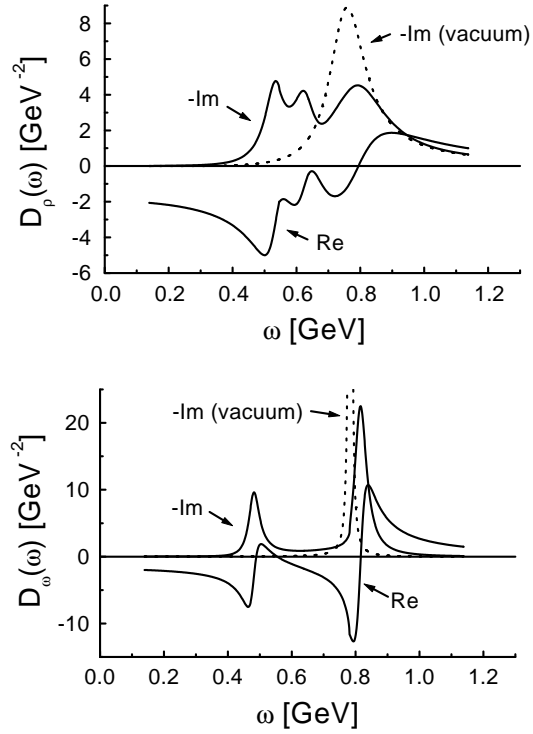 8
-Im (vacuum)
6
-Im
4
2
0
-2
-4
Re
-6
D_ρ(ω) [GeV⁻²]
0.0 0.2 0.4 0.6 0.8 1.0 1.2
ω [GeV]
-Im (vacuum)
20
-Im
10
0
Re
-10
D_ω(ω) [GeV⁻²]
0.0 0.2 0.4 0.6 0.8 1.0 1.2
ω [GeV]